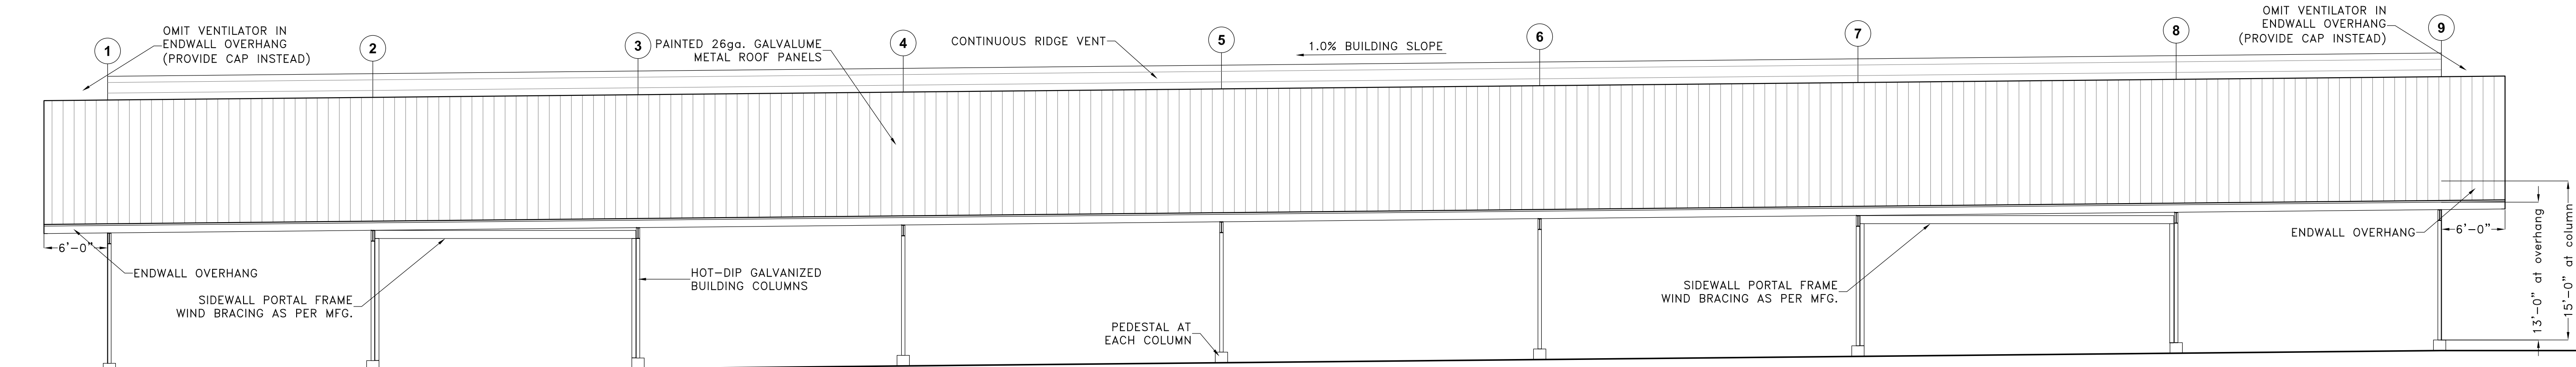 OMIT VENTILATOR IN
ENDWALL OVERHANG
(PROVIDE CAP INSTEAD)
1
2
3
PAINTED 26ga. GALVALUME
METAL ROOF PANELS
4
CONTINUOUS RIDGE VENT
5
1.0% BUILDING SLOPE
6
7
8
OMIT VENTILATOR IN
ENDWALL OVERHANG
(PROVIDE CAP INSTEAD)
9
6'-0"
ENDWALL OVERHANG
SIDEWALL PORTAL FRAME
WIND BRACING AS PER MFG.
HOT-DIP GALVANIZED
BUILDING COLUMNS
PEDESTAL AT
EACH COLUMN
SIDEWALL PORTAL FRAME
WIND BRACING AS PER MFG.
ENDWALL OVERHANG
6'-0"
13'-0" at overhang
15'-0" at column